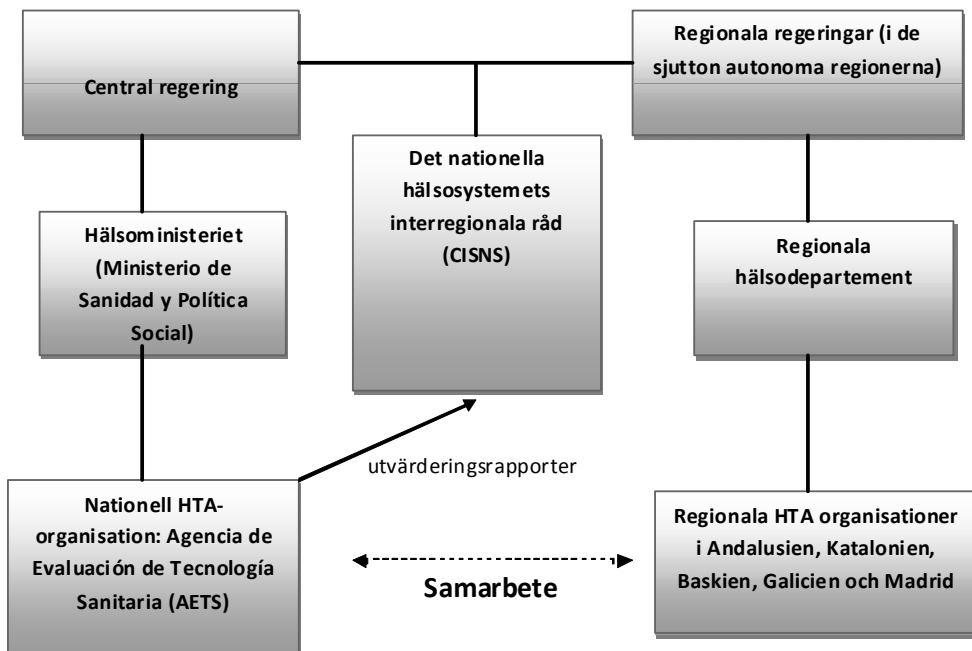 Central regering
Regionala regeringar (i de
sjutton autonoma regionerna)
Det nationella
hälsosystemets
interregionala råd
(CISNS)
Hälsoministeriet
(Ministerio de
Sanidad y Política
Social)
Regionala
hälsodepartement
utvärderingsrapporter
Nationell HTA-
organisation: Agencia de
Evaluación de Tecnología
Sanitaria (AETS)
Samarbete
Regionala HTA organisationer
i Andalusien, Katalonien,
Baskien, Galicien och Madrid